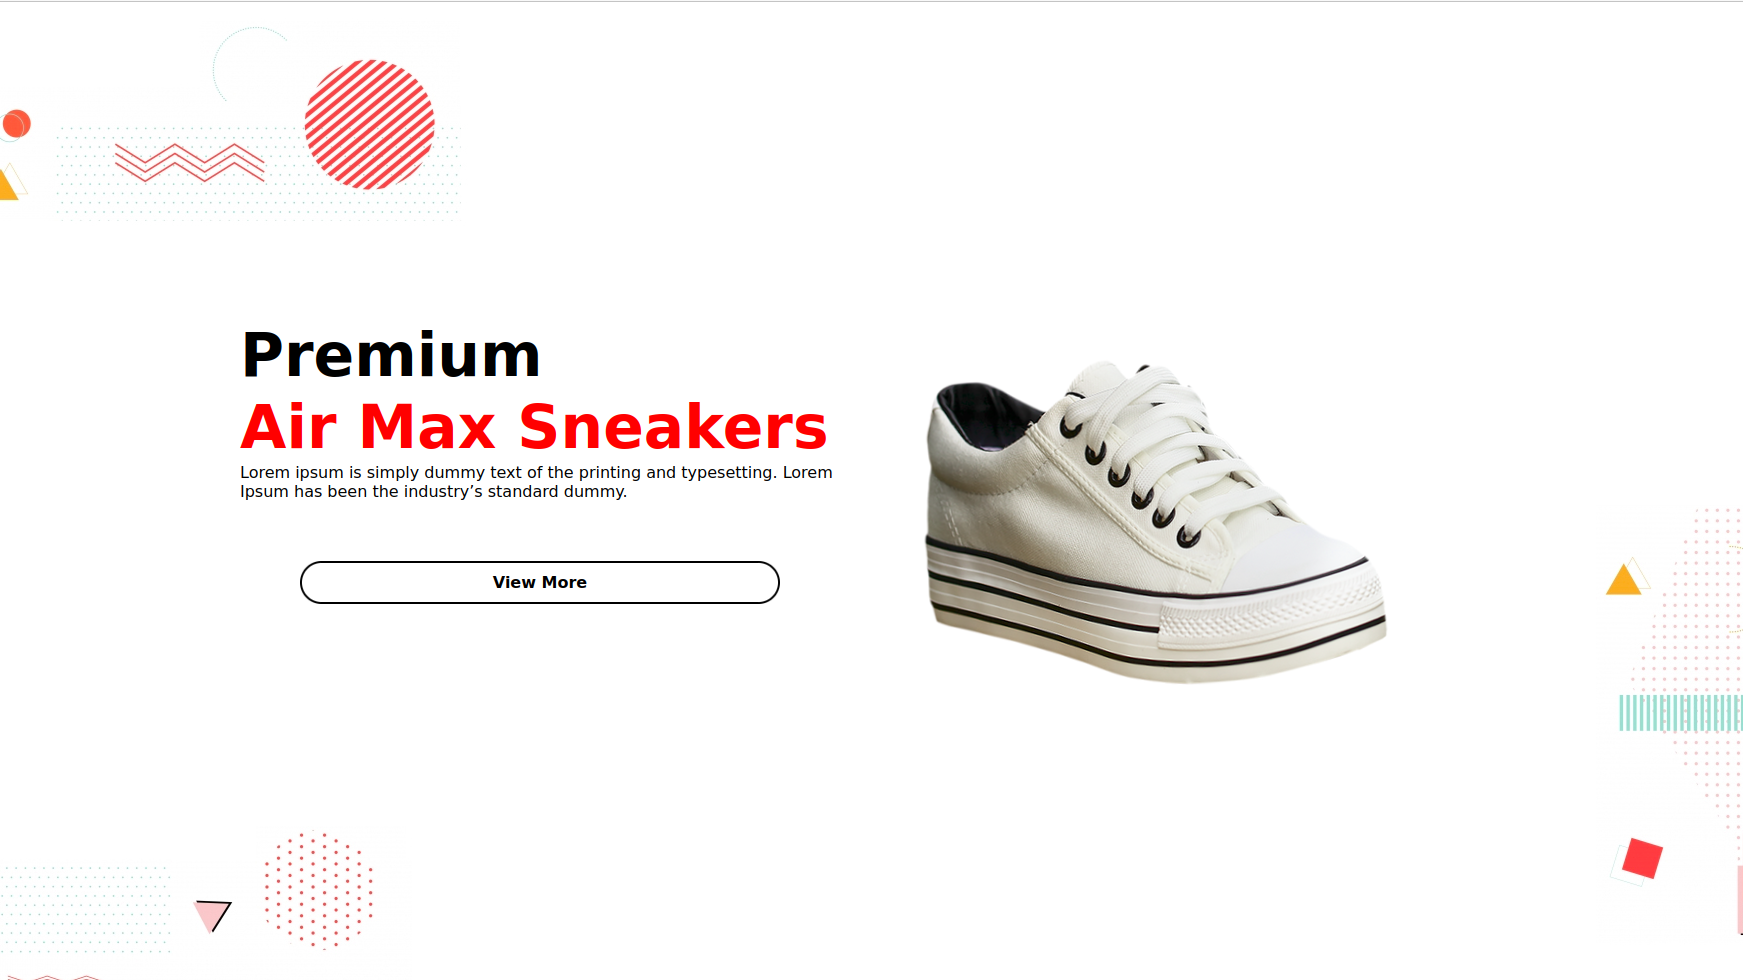 Premium
Air Max Sneakers
Lorem ipsum is simply dummy text of the printing and typesetting. Lorem
Ipsum has been the industry’s standard dummy.
View More